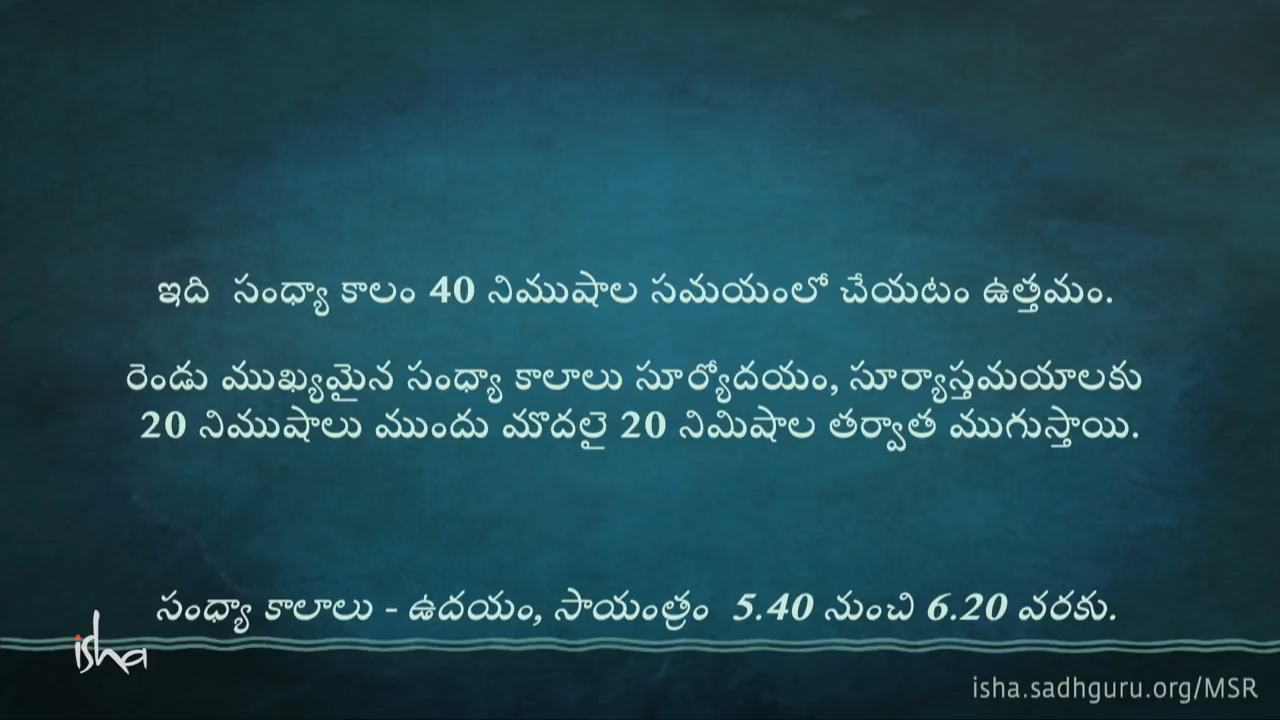 ఇది సంధ్యా కాలం 40 నిముషాల సమయంలో చేయటం ఉత్తమం.
రెండు ముఖ్యమైన సంధ్యా కాలాలు సూర్యోదయం, సూర్యాస్తమయాలకు
20 నిముషాలు ముందు మొదలై 20 నిమిషాల తర్వాత ముగుస్తాయి.
సంధ్యా కాలాలు - ఉదయం, సాయంత్రం 5.40 నుంచి 6.20 వరకు.
isha
isha.sadhguru.org/MSR